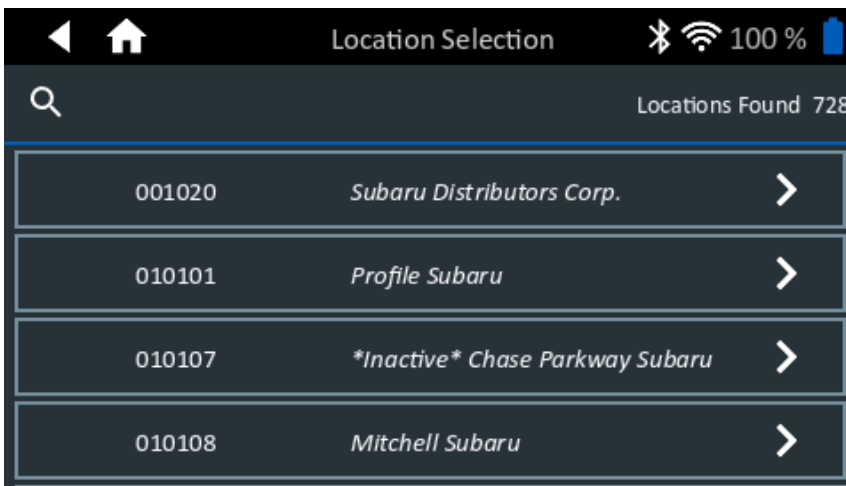 Location Selection 100 %
Locations Found 728
001020 Subaru Distributors Corp.
010101 Profile Subaru
010107 *Inactive* Chase Parkway Subaru
010108 Mitchell Subaru